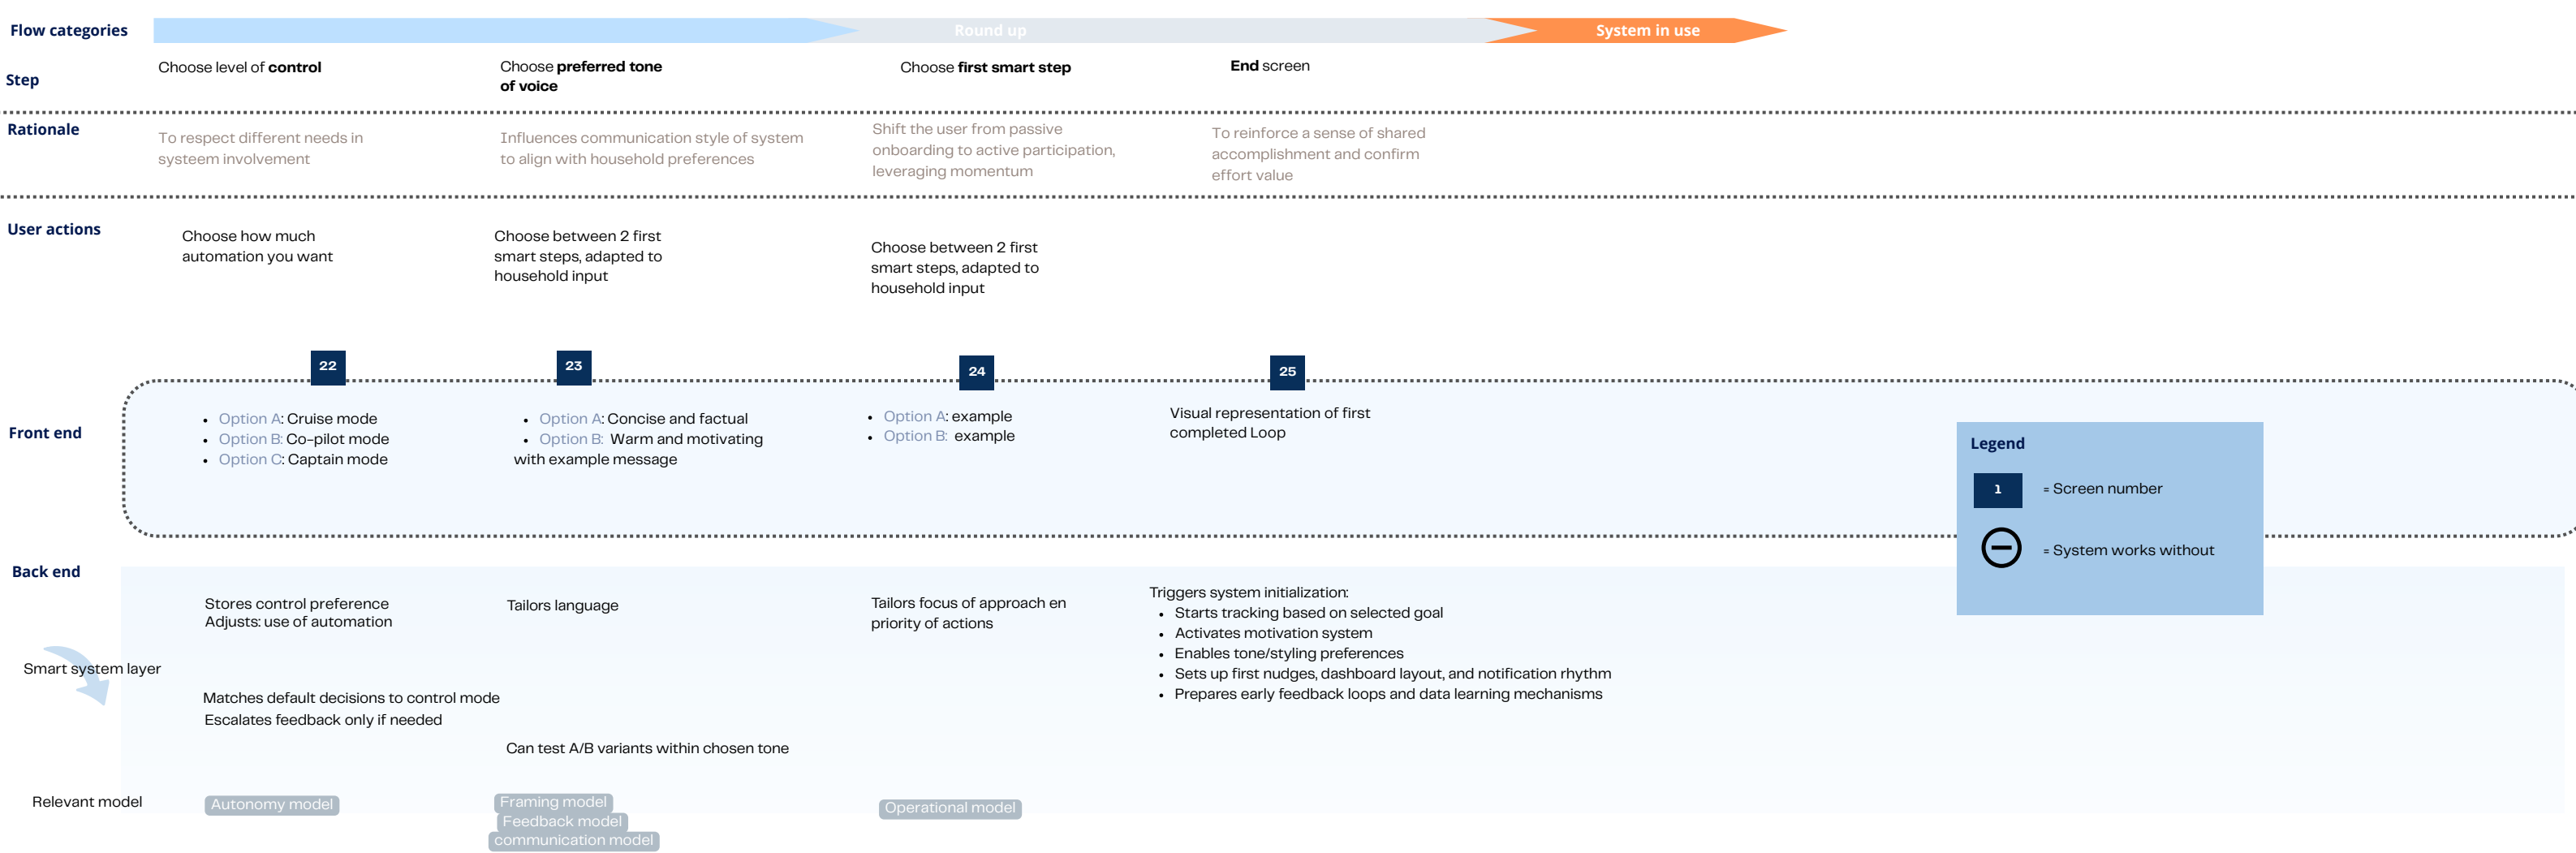 Flow categories
Round up
System in use
Step
Choose level of control
Choose preferred tone
of voice
Choose first smart step
End screen
Rationale
To respect different needs in
systeem involvement
Influences communication style of system
to align with household preferences
Shift the user from passive
onboarding to active participation,
leveraging momentum
To reinforce a sense of shared
accomplishment and confirm
effort value
User actions
Choose how much
automation you want
Choose between 2 first
smart steps, adapted to
household input
Choose between 2 first
smart steps, adapted to
household input
22
23
24
25
Front end
• Option A: Cruise mode
• Option B: Co-pilot mode
• Option C: Captain mode
• Option A: Concise and factual
• Option B: Warm and motivating
with example message
• Option A: example
• Option B: example
Visual representation of first
completed Loop
Legend
1
= Screen number
= System works without
Back end
Stores control preference
Adjusts: use of automation
Tailors language
Tailors focus of approach en
priority of actions
Triggers system initialization:
• Starts tracking based on selected goal
• Activates motivation system
• Enables tone/styling preferences
• Sets up first nudges, dashboard layout, and notification rhythm
• Prepares early feedback loops and data learning mechanisms
Smart system layer
Matches default decisions to control mode
Escalates feedback only if needed
Can test A/B variants within chosen tone
Relevant model
Autonomy model
Framing model
Feedback model
communication model
Operational model